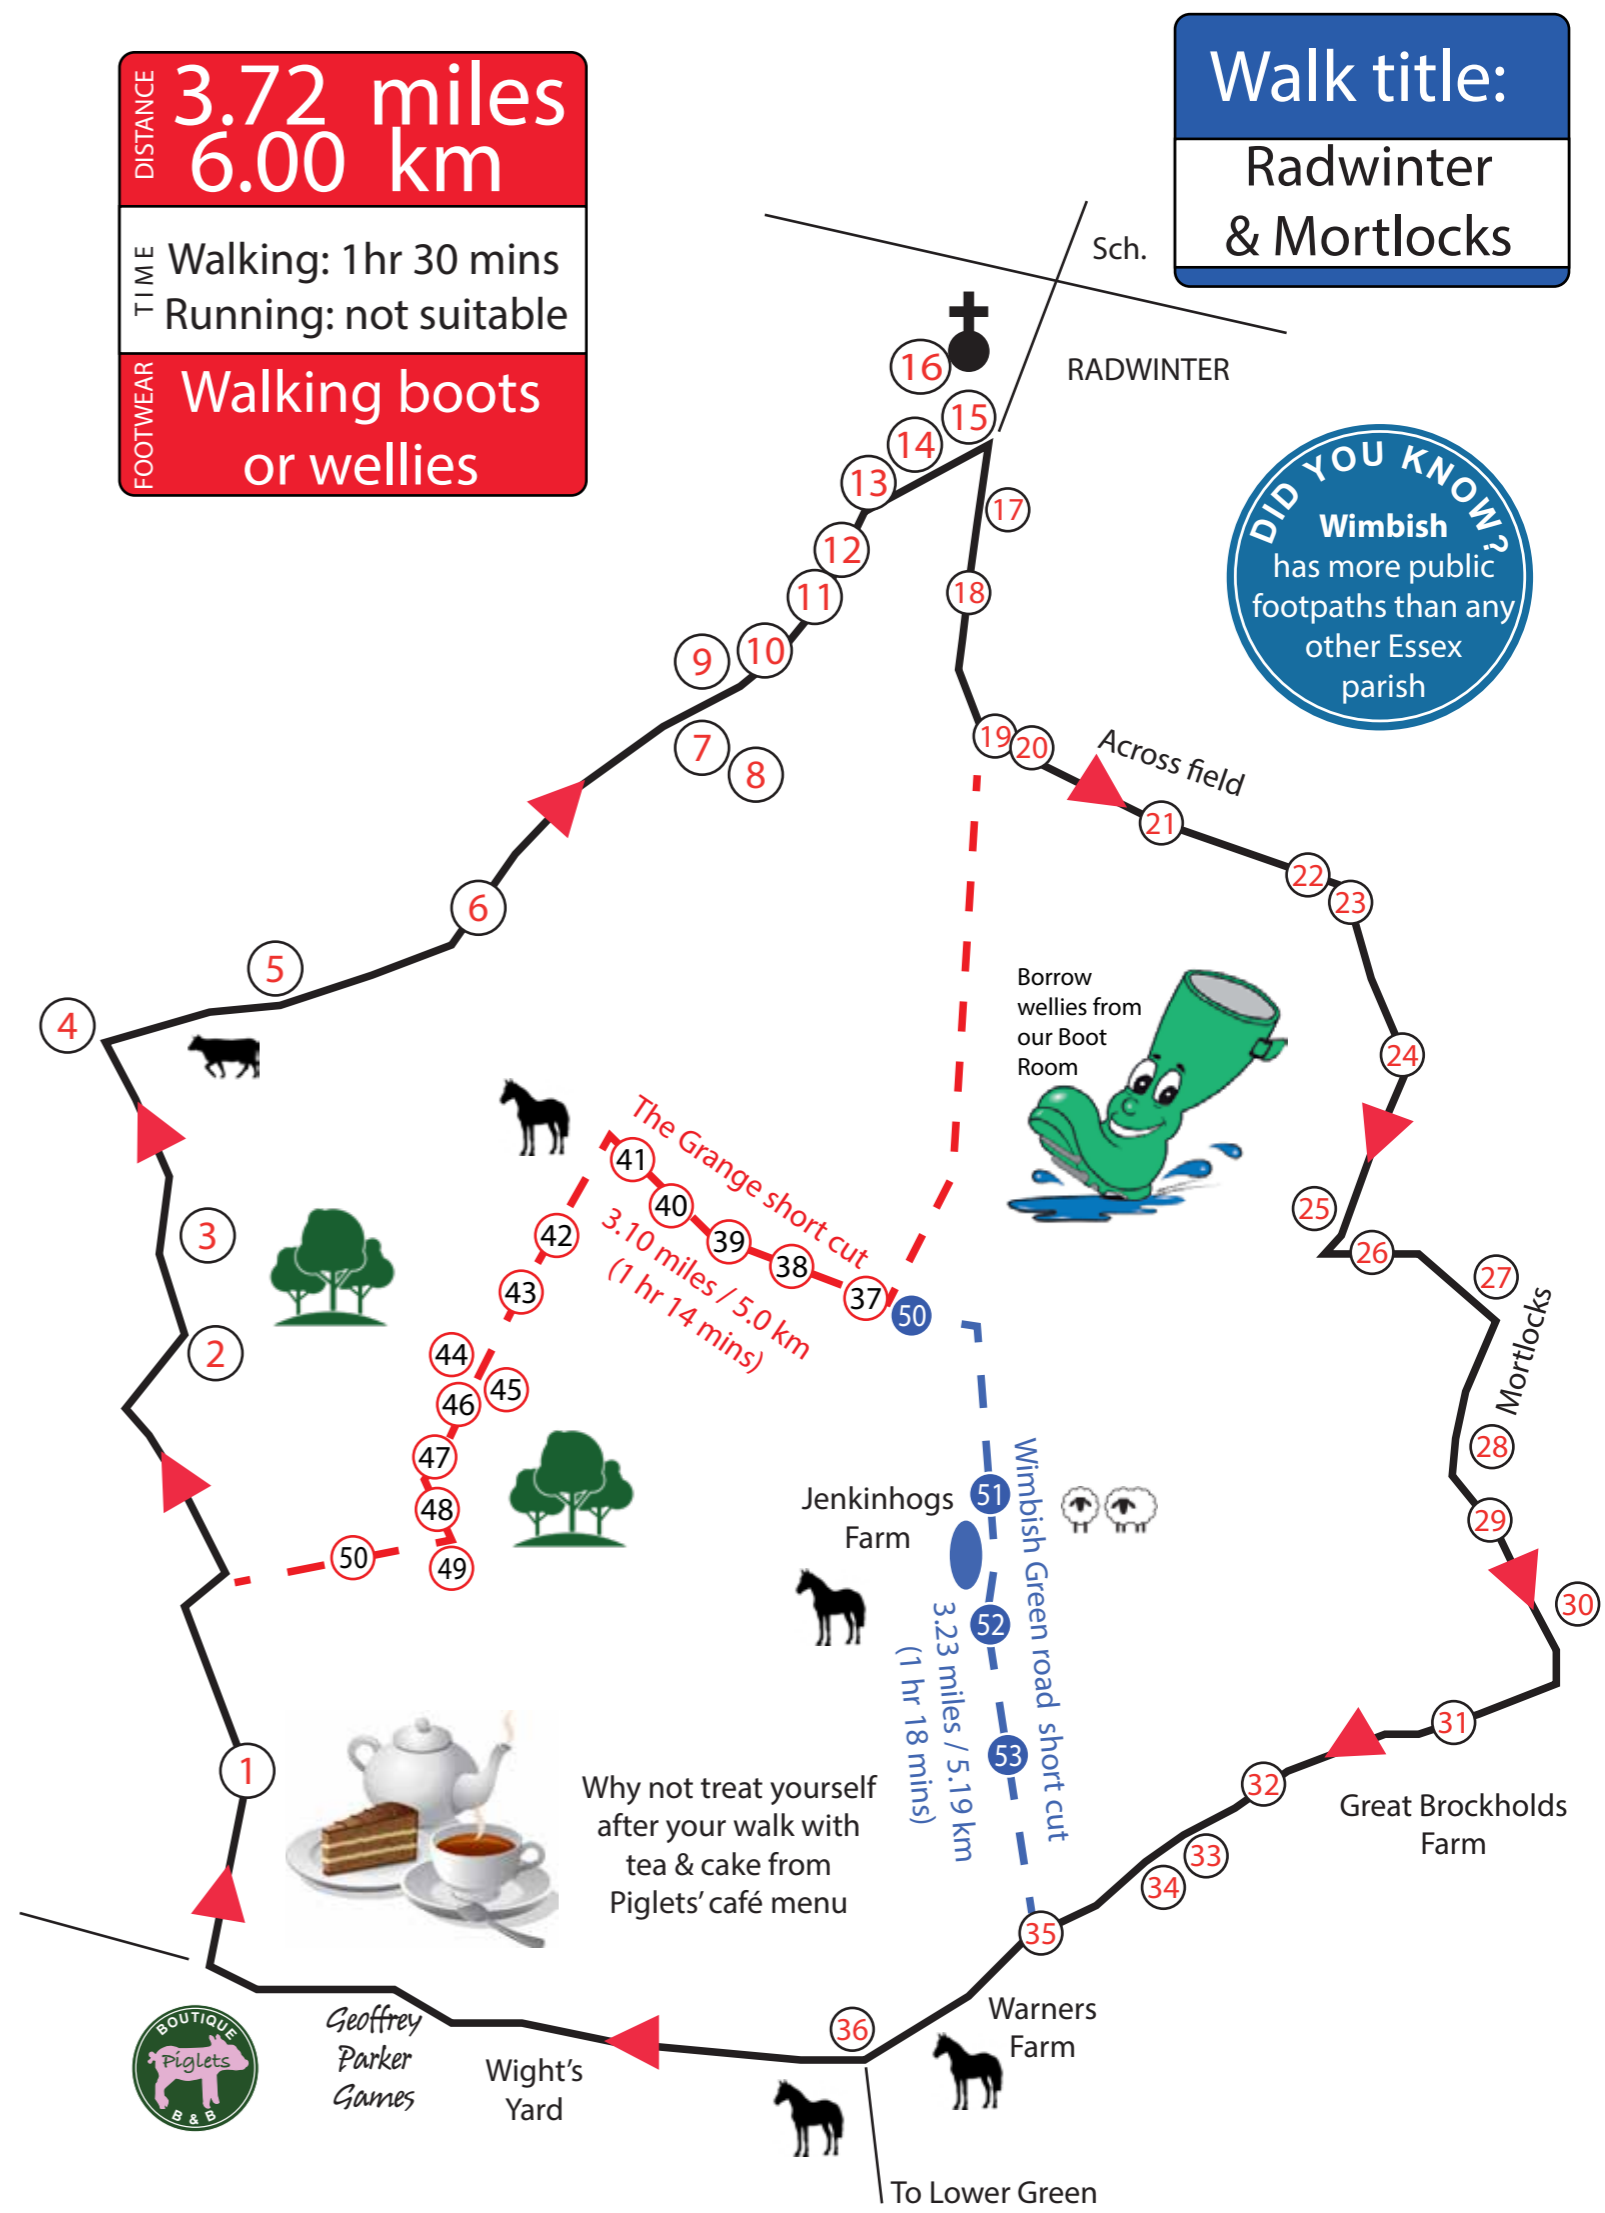 DISTANCE
3.72 miles
6.00 km
TIME
Walking: 1hr 30 mins
Running: not suitable
FOOTWEAR
Walking boots
or wellies
Walk title:
Radwinter
& Mortlocks
Sch.
RADWINTER
16
15
14
13
12
11
10
9
7
8
17
18
19
20
DID YOU KNOW?
Wimbish
has more public
footpaths than any
other Essex
parish
Across field
21
22
23
24
6
5
4
3
2
1
Borrow
wellies from
our Boot
Room
25
26
27
Mortlocks
28
29
30
31
32
33
34
35
36
The Grange short cut
3.10 miles / 5.0 km
(1 hr 14 mins)
37
38
39
40
41
42
43
44
45
46
47
48
49
50
50
51
52
53
Wimbish Green road short cut
3.23 miles / 5.19 km
(1 hr 18 mins)
Jenkinhogs
Farm
Why not treat yourself
after your walk with
tea & cake from
Piglets’ café menu
Great Brockholds
Farm
Warners
Farm
BOUTIQUE
Piglets
B & B
Geoffrey
Parker
Games
Wight’s
Yard
To Lower Green